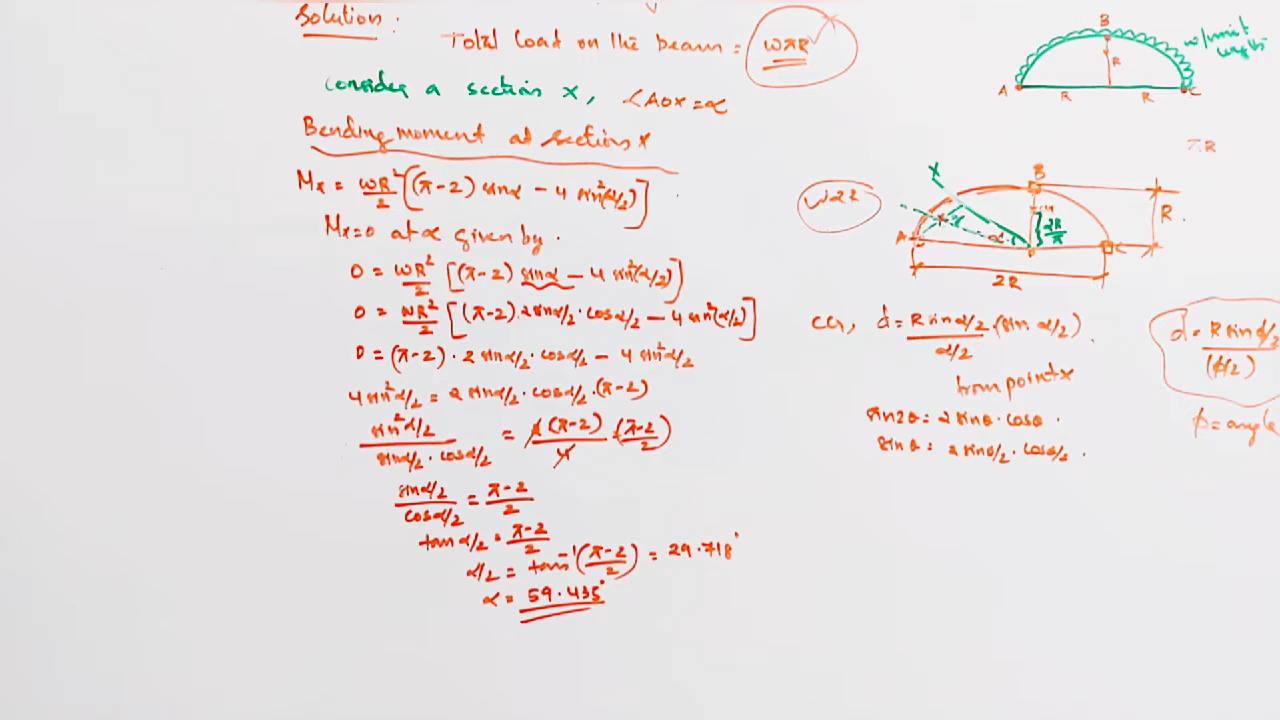 Solution :
Total load on the beam = wπR
Consider a section x, ∠AOX = α
Bending moment at section x
Mx = wR²/2 [(π-2) sinα - 4 sin²(α/2)]
Mx=0 at α given by.
0 = wR²/2 [(π-2) sinα - 4 sin²(α/2)]
0 = wR²/2 [(π-2)·2sinα/2·cosα/2 - 4 sin²(α/2)]
0 = (π-2)·2 sinα/2·cosα/2 - 4 sin²α/2
4 sin²α/2 = 2 sinα/2·cosα/2·(π-2)
sin²α/2 / sinα/2·cosα/2 = (π-2) (π-2/2)
sinα/2 / cosα/2 = π-2/2
tan α/2 = π-2/2
α/2 = tan⁻¹(π-2/2) = 29.718°
α = 59.435°
B
w/unit length
R
A R R C
πR
X
B
w2R
R
2R/π
A α C
2R
d = R sinα/2 / α/2 ·(sin α/2)
from point x
sin2θ = 2 sinθ·cosθ.
sinθ = 2 sinθ/2·cosθ/2.
d = R sinϕ/2 / (ϕ/2)
ϕ = angle